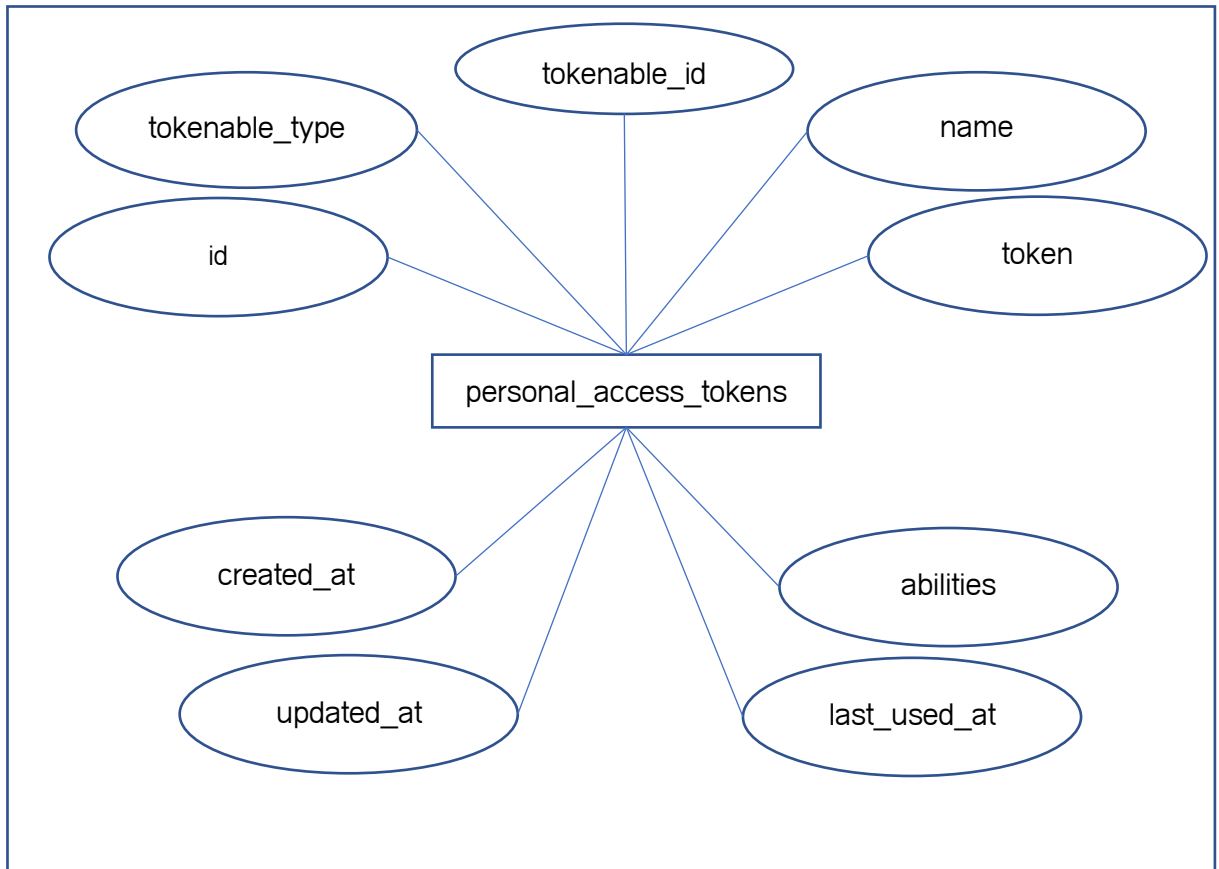 tokenable_id
tokenable_type
name
id
token
personal_access_tokens
created_at
abilities
updated_at
last_used_at